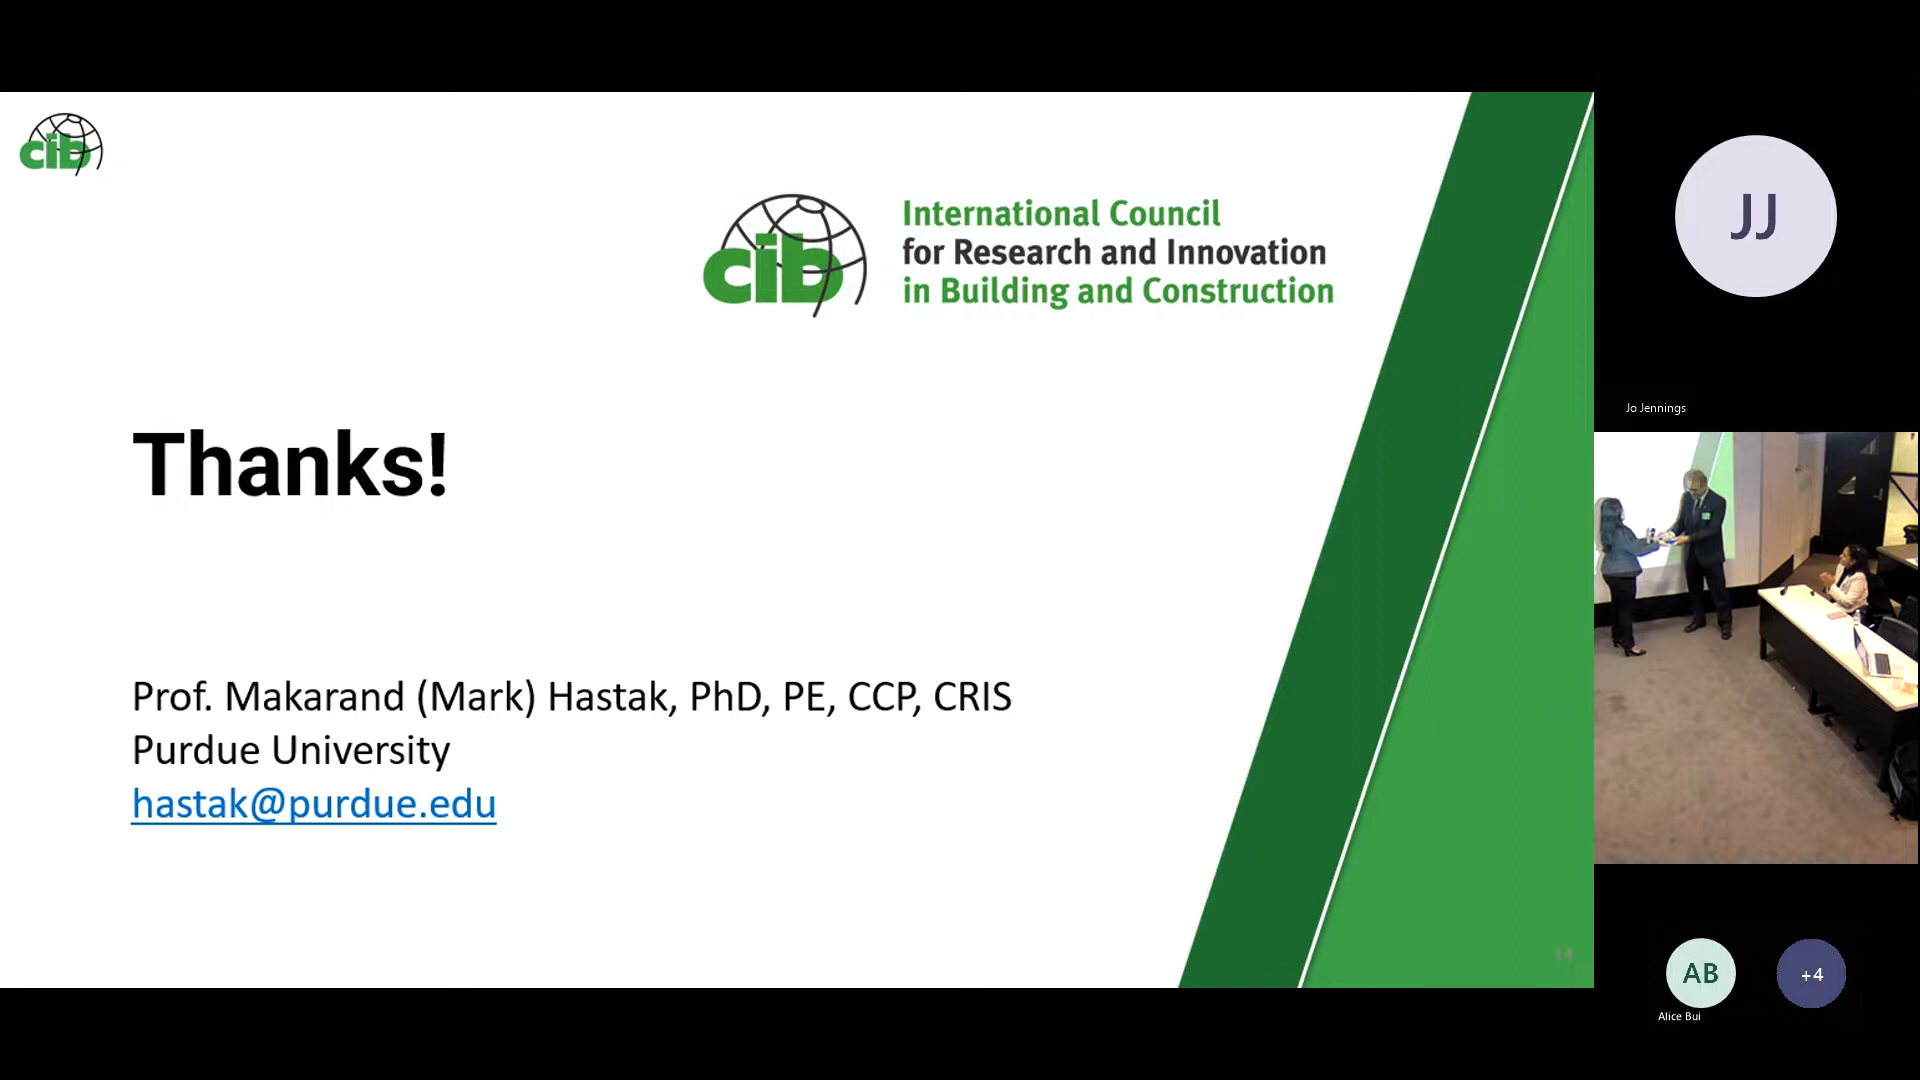 cib
cib
International Council
for Research and Innovation
in Building and Construction
Thanks!
Prof. Makarand (Mark) Hastak, PhD, PE, CCP, CRIS
Purdue University
hastak@purdue.edu
14
JJ
Jo Jennings
AB
+4
Alice Bui